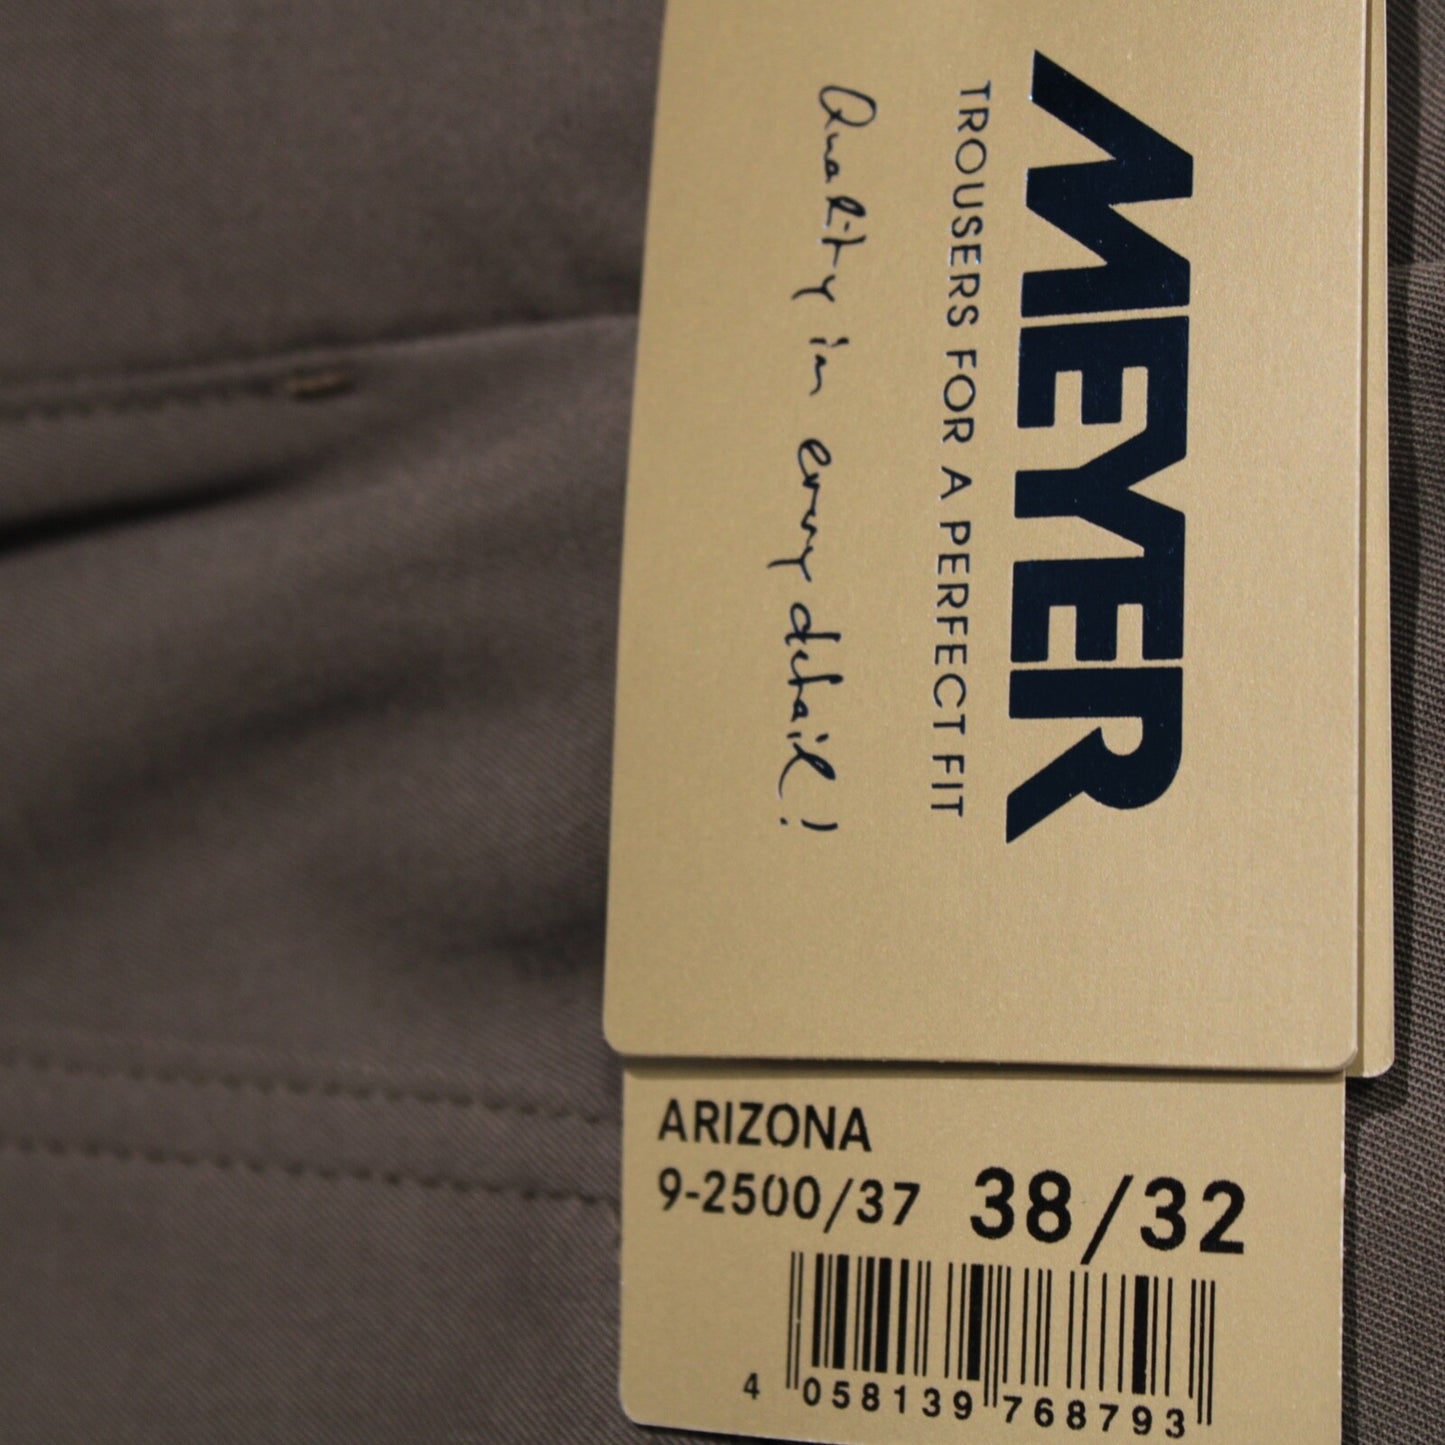 MEYER
TROUSERS FOR A PERFECT FIT
Quality in every detail!
ARIZONA
9-2500/37 38/32
4 058139 768793